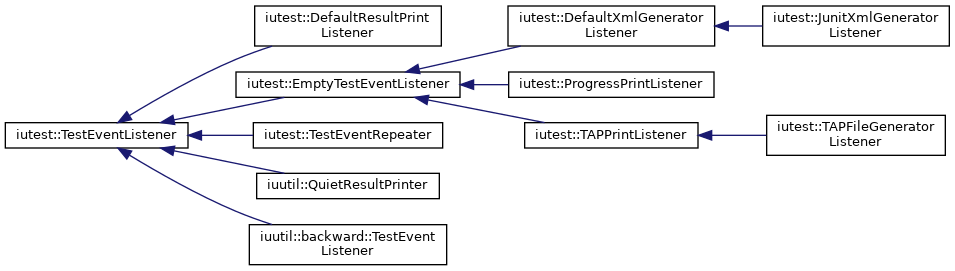 iutest::DefaultResultPrint
Listener
iutest::DefaultXmlGenerator
Listener
iutest::JunitXmlGenerator
Listener
iutest::EmptyTestEventListener
iutest::ProgressPrintListener
iutest::TestEventListener
iutest::TestEventRepeater
iutest::TAPPrintListener
iutest::TAPFileGenerator
Listener
iuutil::QuietResultPrinter
iuutil::backward::TestEvent
Listener